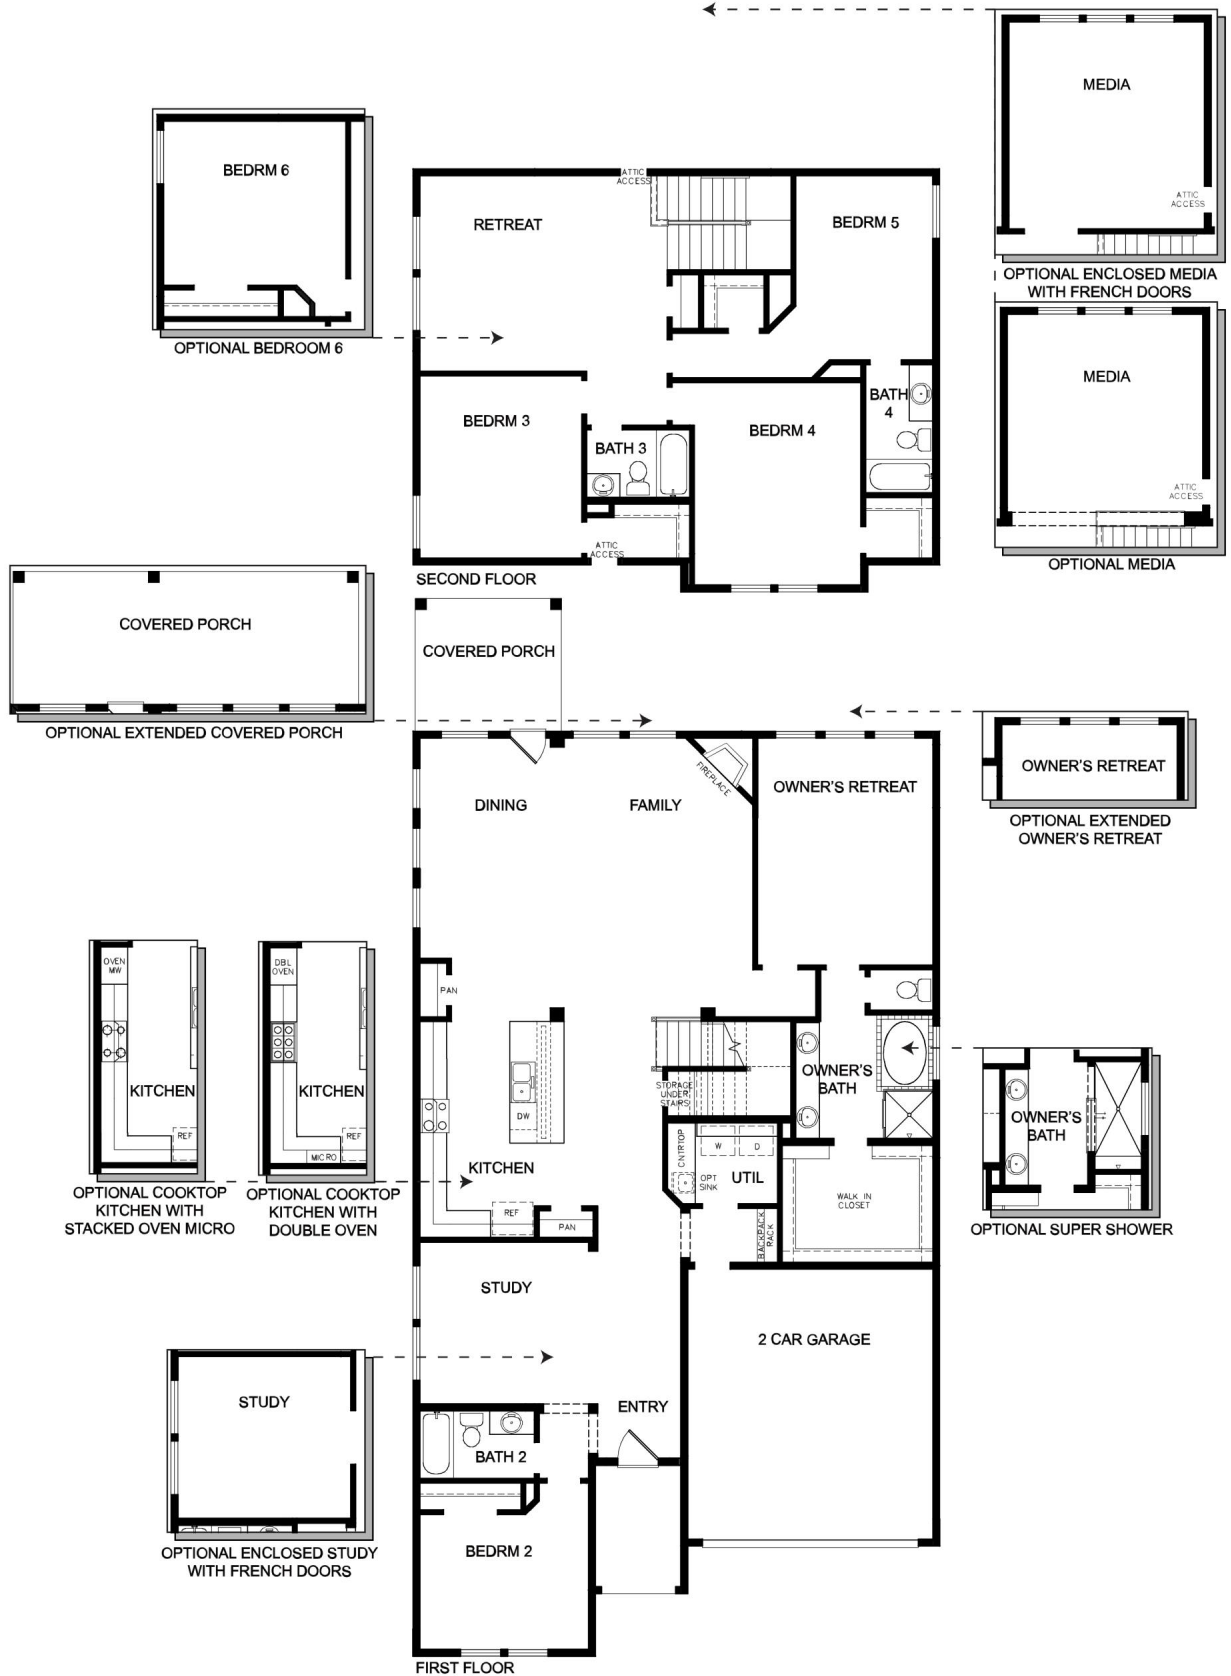 MEDIA
ATTIC
ACCESS
OPTIONAL ENCLOSED MEDIA
WITH FRENCH DOORS
BEDRM 6
OPTIONAL BEDROOM 6
ATTIC
ACCESS
RETREAT
BEDRM 5
BEDRM 3
BATH 3
BEDRM 4
BATH
4
ATTIC
ACCESS
SECOND FLOOR
MEDIA
ATTIC
ACCESS
OPTIONAL MEDIA
COVERED PORCH
OPTIONAL EXTENDED COVERED PORCH
COVERED PORCH
DINING
FAMILY
FIREPLACE
OWNER'S RETREAT
OWNER'S RETREAT
OPTIONAL EXTENDED
OWNER'S RETREAT
OVEN
MW
KITCHEN
REF
OPTIONAL COOKTOP
KITCHEN WITH
STACKED OVEN MICRO
DBL
OVEN
KITCHEN
REF
MICRO
OPTIONAL COOKTOP
KITCHEN WITH
DOUBLE OVEN
PAN
DW
KITCHEN
REF
PAN
STORAGE
UNDER
STAIRS
OWNER'S
BATH
CNTRTOP
W
D
OPT
SINK
UTIL
BACKPACK
RACK
WALK IN
CLOSET
OWNER'S
BATH
OPTIONAL SUPER SHOWER
STUDY
2 CAR GARAGE
STUDY
OPTIONAL ENCLOSED STUDY
WITH FRENCH DOORS
ENTRY
BATH 2
BEDRM 2
FIRST FLOOR